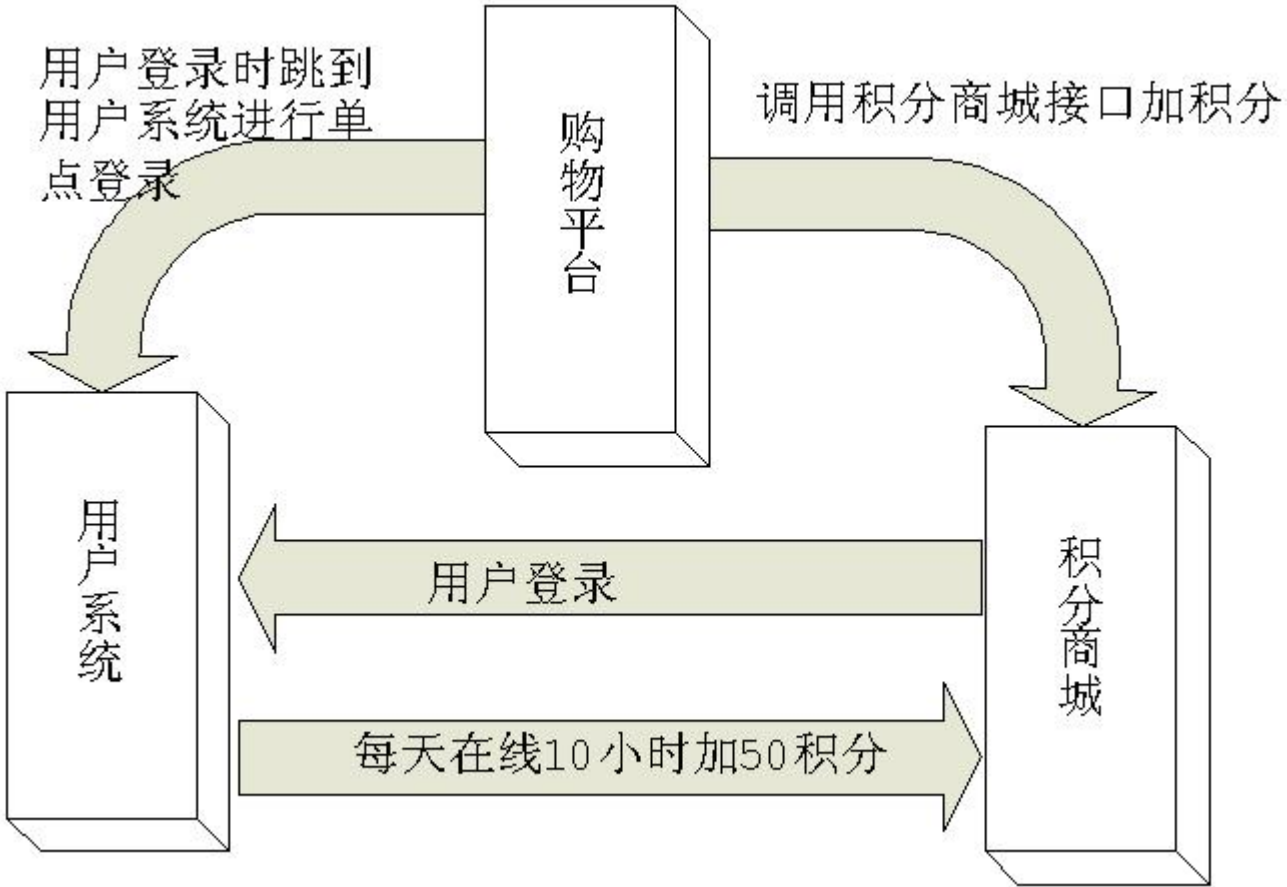 用户登录时跳到
用户系统进行单
点登录
购物平台
调用积分商城接口加积分
用户系统
用户登录
积分商城
每天在线10小时加50积分